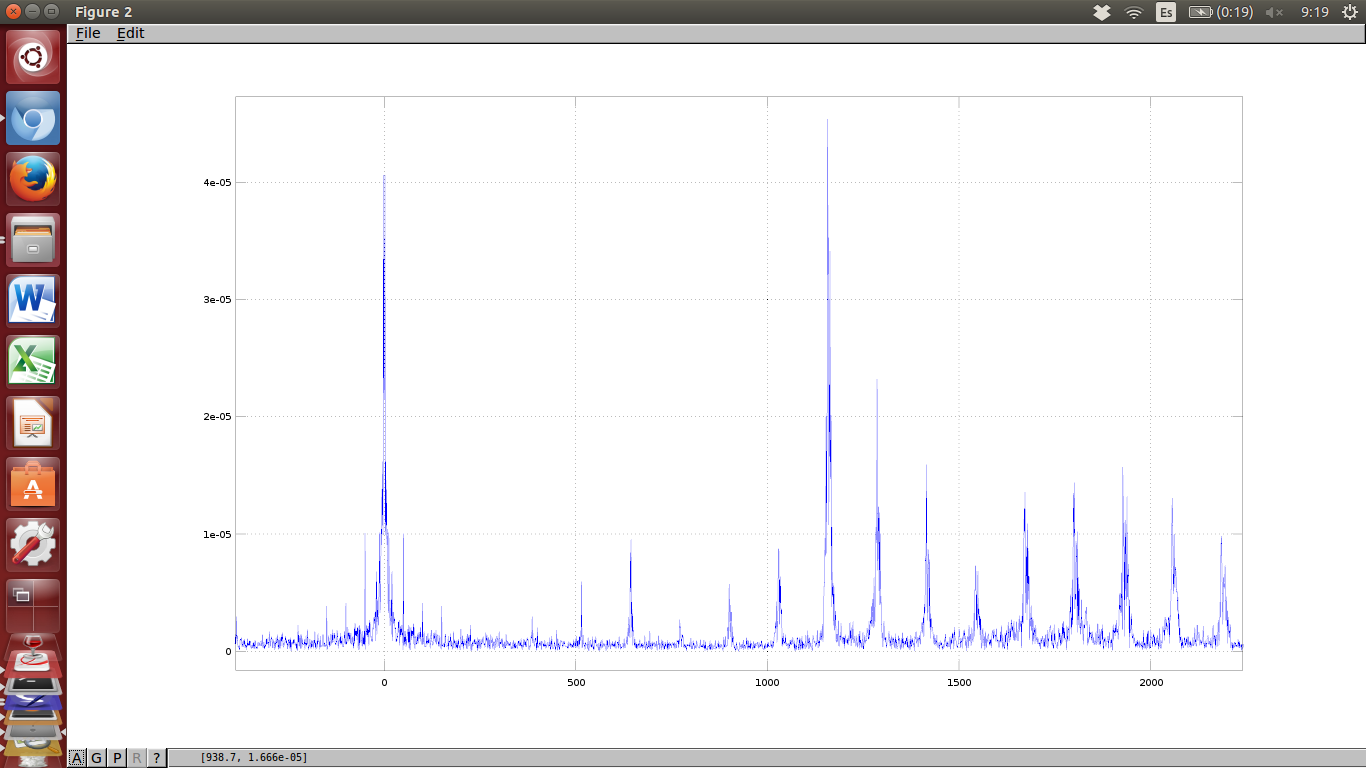 Figure 2
Es
(0:19)
9:19
File Edit
4e-05
3e-05
2e-05
1e-05
0
0 500 1000 1500 2000
A G P R ? [938.7, 1.666e-05]